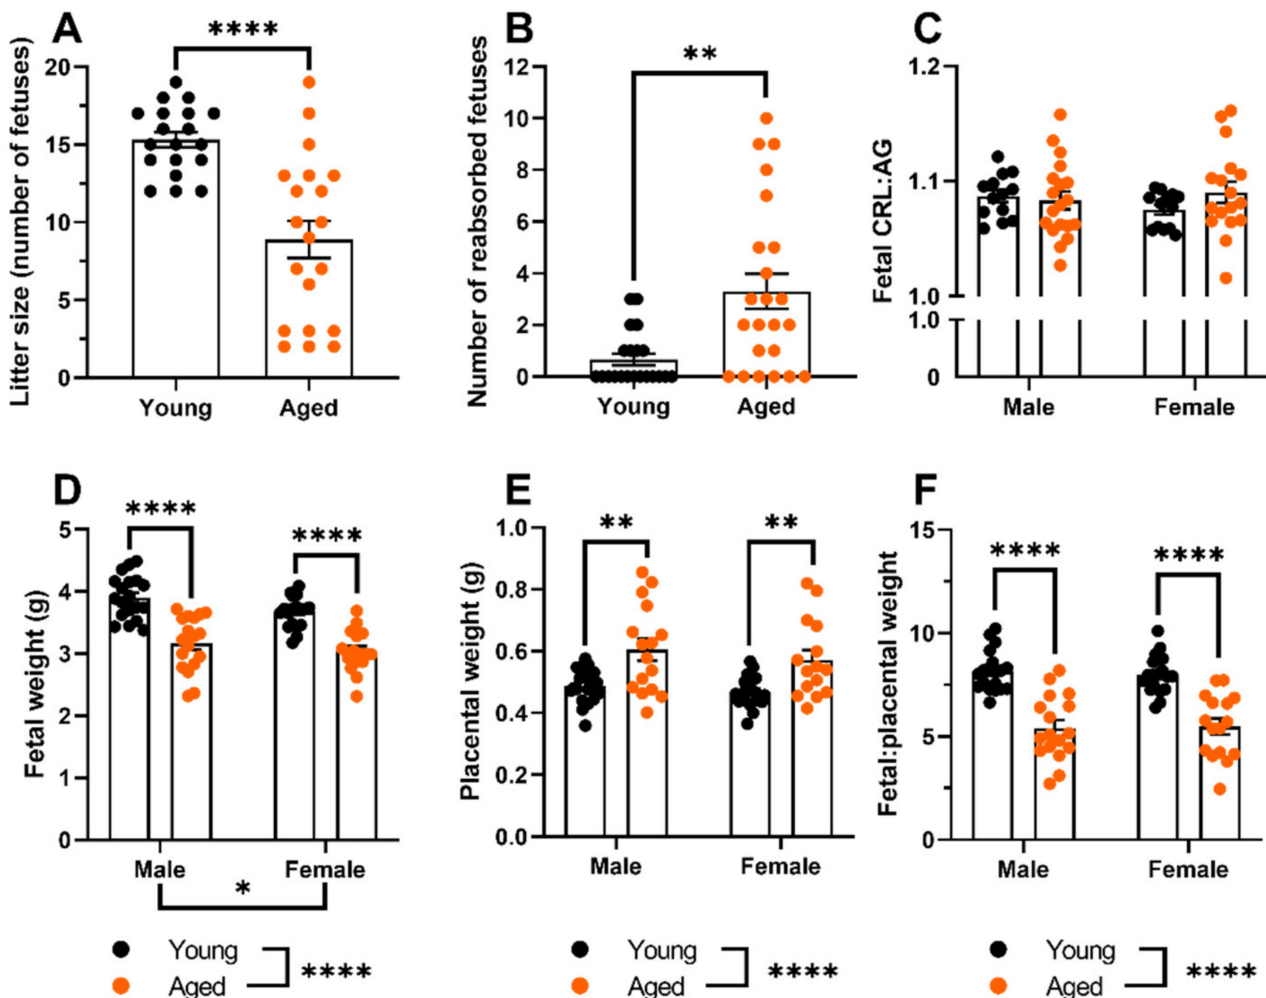 A
****
Litter size (number of fetuses)
20
15
10
5
0
Young
Aged
B
**
Number of reabsorbed fetuses
12
10
8
6
4
2
0
Young
Aged
C
Fetal CRL:AG
1.2
1.1
1.0
1.0
0
Male
Female
D
****
****
Fetal weight (g)
5
4
3
2
1
0
Male
Female
*
Young
Aged
****
E
**
**
Placental weight (g)
1.0
0.8
0.6
0.4
0.2
0.0
Male
Female
Young
Aged
****
F
****
****
Fetal:placental weight
15
10
5
0
Male
Female
Young
Aged
****